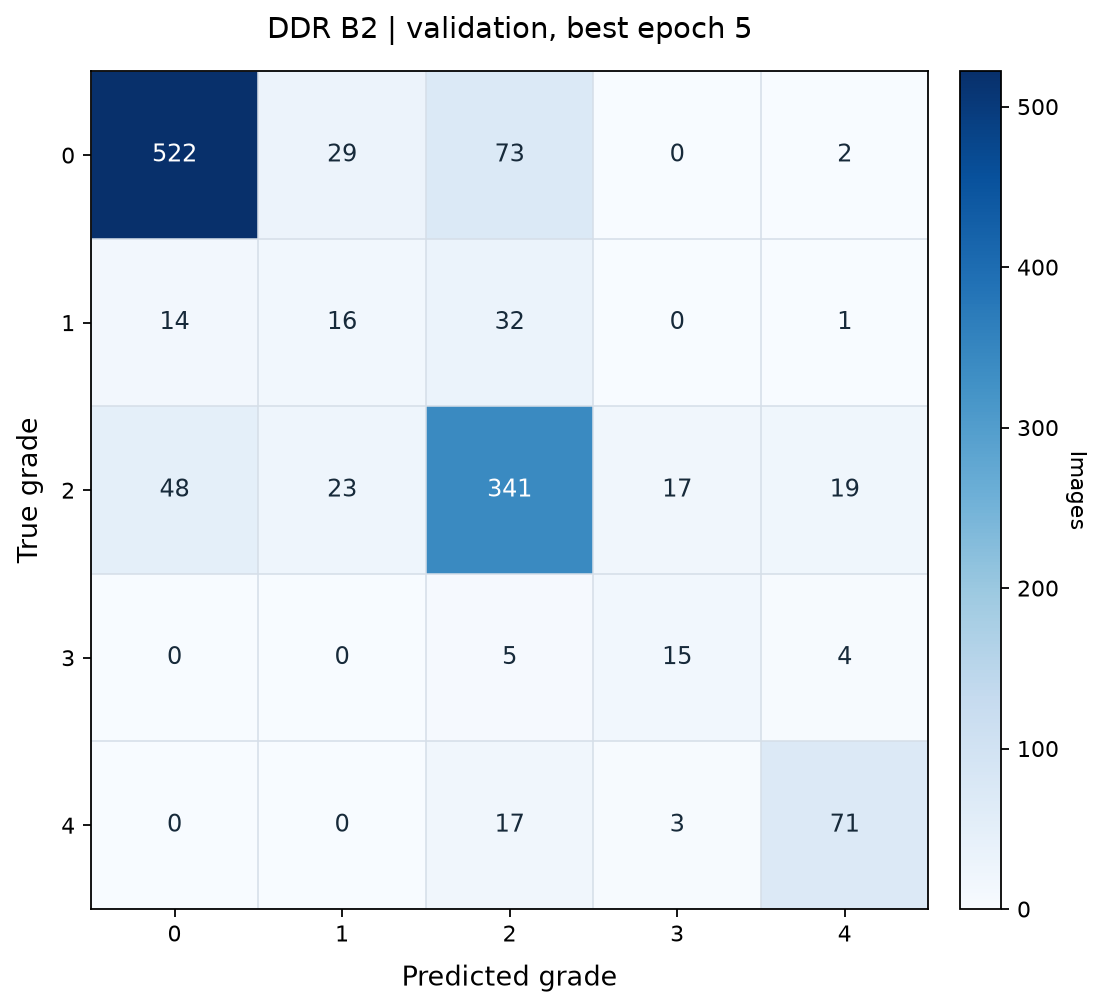 DDR B2 | validation, best epoch 5
0 522 29 73 0 2
1 14 16 32 0 1
2 48 23 341 17 19
3 0 0 5 15 4
4 0 0 17 3 71
0 1 2 3 4
Predicted grade
True grade
500
400
300
200
100
0
Images